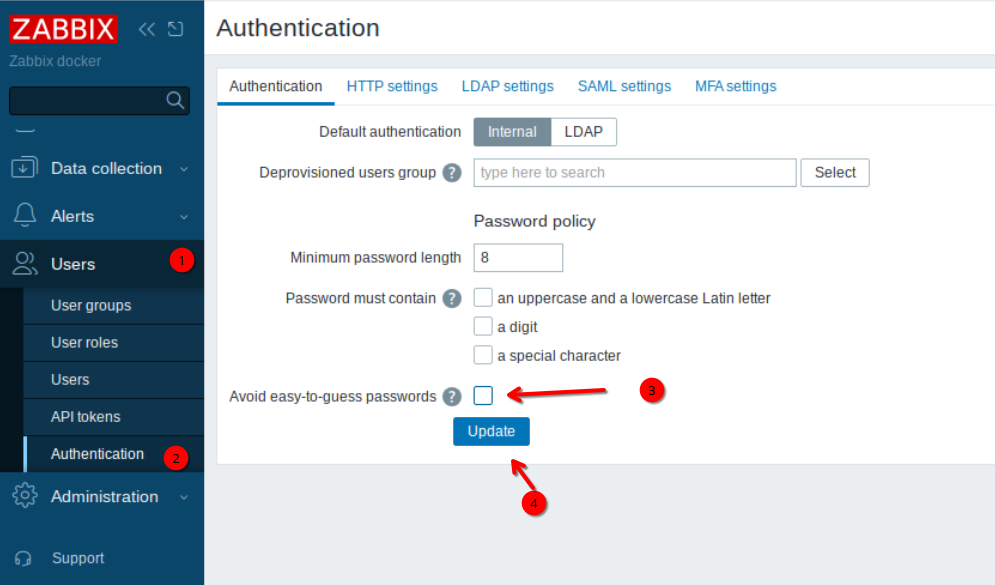 ZABBIX
Zabbix docker
Data collection
Alerts
Users 1
User groups
User roles
Users
API tokens
Authentication 2
Administration
Support
Authentication
Authentication HTTP settings LDAP settings SAML settings MFA settings
Default authentication Internal LDAP
Deprovisioned users group ? type here to search Select
Password policy
Minimum password length 8
Password must contain ? an uppercase and a lowercase Latin letter
a digit
a special character
Avoid easy-to-guess passwords ? 3
Update
4